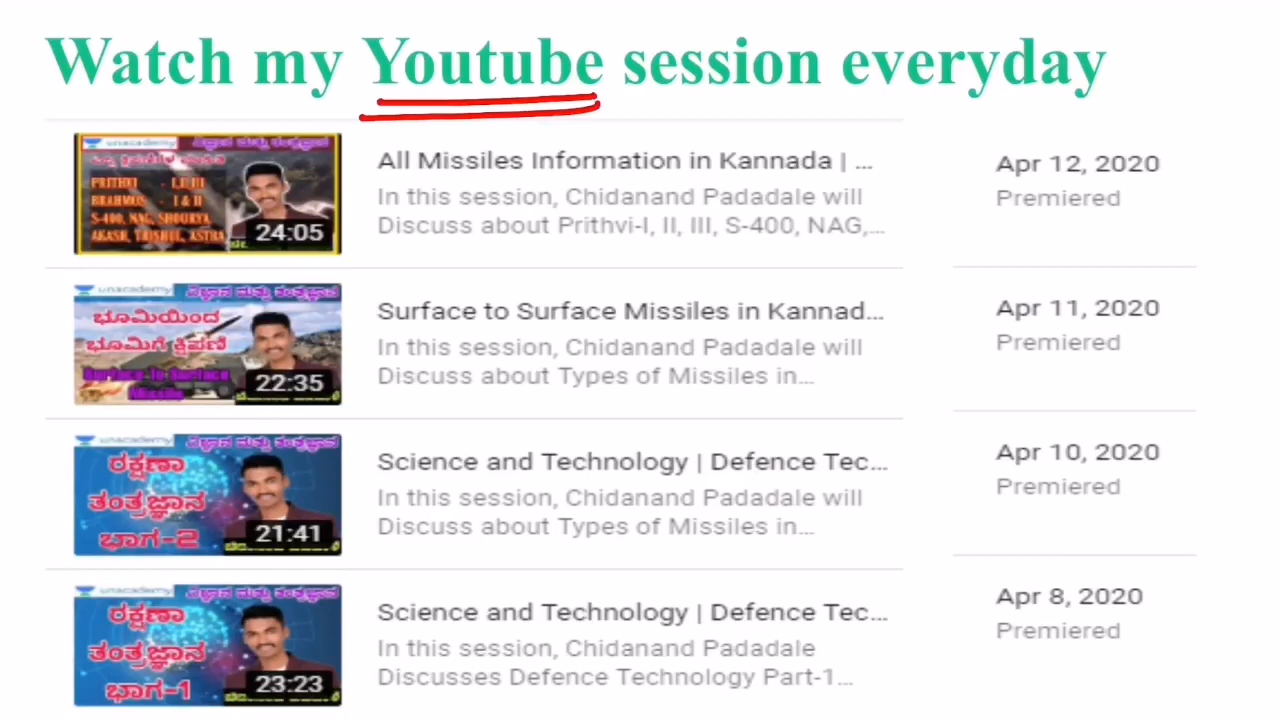 Watch my Youtube session everyday
unacademy ವಿಜ್ಞಾನ ಮತ್ತು ತಂತ್ರಜ್ಞಾನ
PRITHVI - I,II,III
BRAHMOS - I & II
S-400, NAG, SHOURYA
AKASH, TRISHUL, ASTRA
24:05
All Missiles Information in Kannada | ...
In this session, Chidanand Padadale will
Discuss about Prithvi-I, II, III, S-400, NAG,...
Apr 12, 2020
Premiered
unacademy ವಿಜ್ಞಾನ ಮತ್ತು ತಂತ್ರಜ್ಞಾನ
ಭೂಮಿಯಿಂದ
ಭೂಮಿಗೆ ಕ್ಷಿಪಣಿ
Surface to Surface
Missile
22:35
Surface to Surface Missiles in Kannad...
In this session, Chidanand Padadale will
Discuss about Types of Missiles in...
Apr 11, 2020
Premiered
unacademy ವಿಜ್ಞಾನ ಮತ್ತು ತಂತ್ರಜ್ಞಾನ
ರಕ್ಷಣಾ
ತಂತ್ರಜ್ಞಾನ
ಭಾಗ-2
21:41
Science and Technology | Defence Tec...
In this session, Chidanand Padadale will
Discuss about Types of Missiles in...
Apr 10, 2020
Premiered
unacademy ವಿಜ್ಞಾನ ಮತ್ತು ತಂತ್ರಜ್ಞಾನ
ರಕ್ಷಣಾ
ತಂತ್ರಜ್ಞಾನ
ಭಾಗ-1
23:23
Science and Technology | Defence Tec...
In this session, Chidanand Padadale
Discusses Defence Technology Part-1...
Apr 8, 2020
Premiered